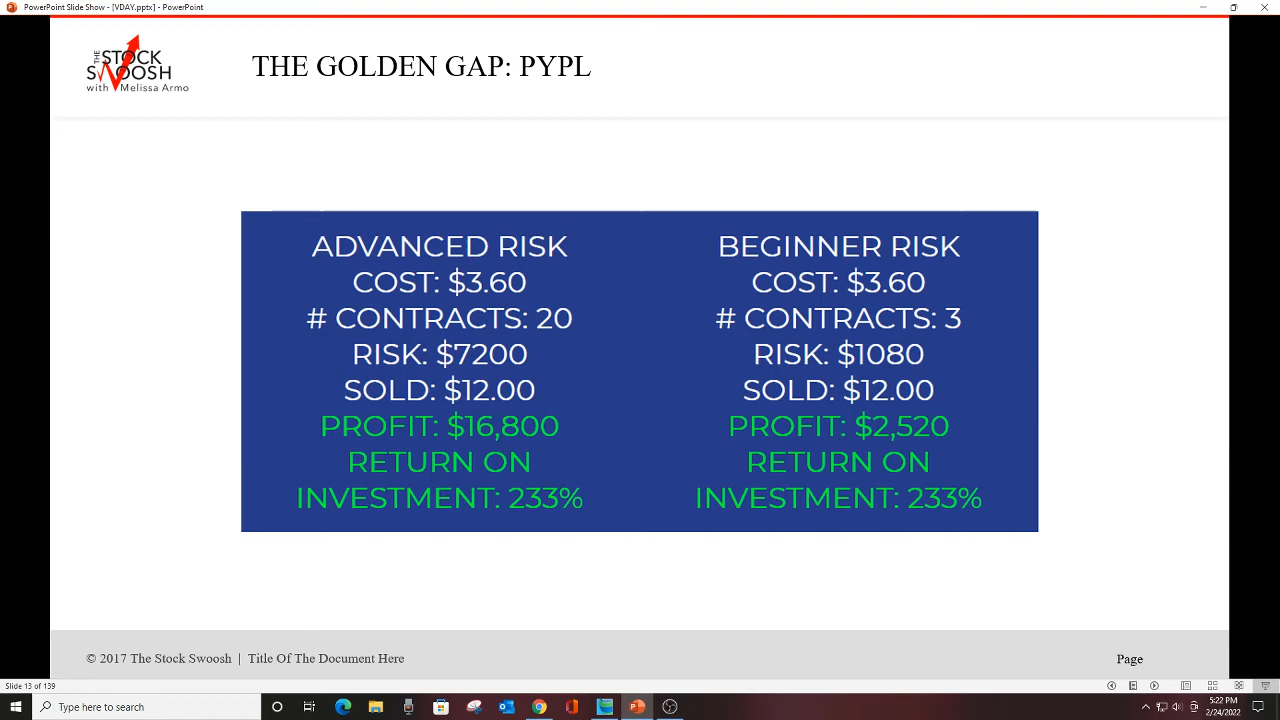 PowerPoint Slide Show - [VDAY.pptx] - PowerPoint
THE
STOCK
SWOOSH
with Melissa Armo
THE GOLDEN GAP: PYPL
ADVANCED RISK
COST: $3.60
# CONTRACTS: 20
RISK: $7200
SOLD: $12.00
PROFIT: $16,800
RETURN ON
INVESTMENT: 233%
BEGINNER RISK
COST: $3.60
# CONTRACTS: 3
RISK: $1080
SOLD: $12.00
PROFIT: $2,520
RETURN ON
INVESTMENT: 233%
© 2017 The Stock Swoosh | Title Of The Document Here
Page
Slide 13 of 139
Type here to search
5:22 PM
2/24/2022